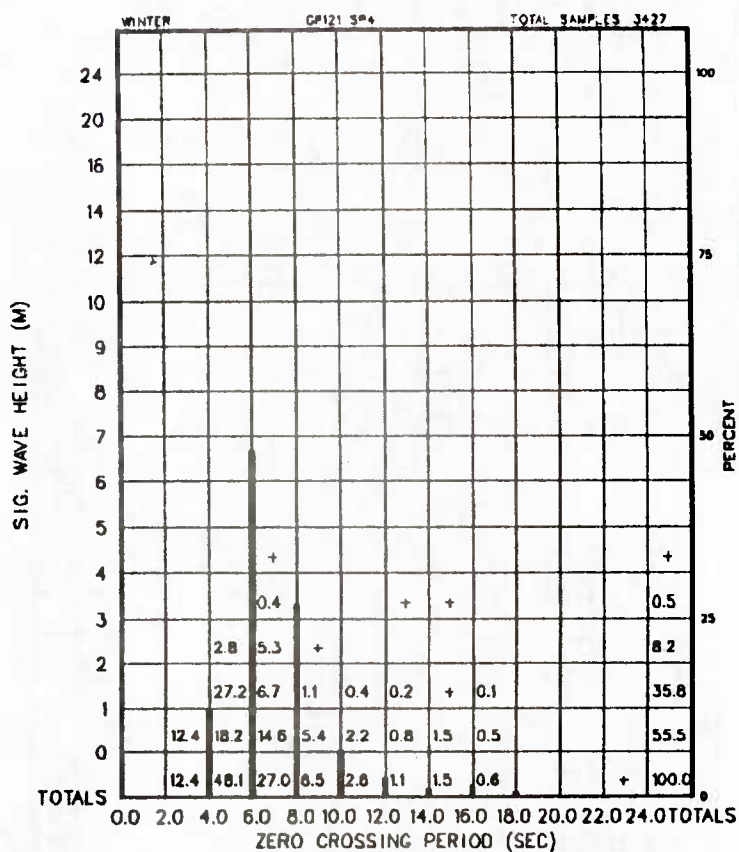 WINTER GP121 SP4 TOTAL SAMPLES 3427
24 100
20
16
14
12 75
10
9
8
7 50
6
5
+ +
4
0.4 + + 0.5
3 25
2.8 5.3 + 8.2
2
27.2 6.7 1.1 0.4 0.2 + 0.1 35.8
1
12.4 18.2 14.6 5.4 2.2 0.8 1.5 0.5 55.5
0
12.4 48.1 27.0 6.5 2.6 1.1 1.5 0.6 + 100.0
TOTALS 0
0.0 2.0 4.0 6.0 8.0 10.0 12.0 14.0 16.0 18.0 20.0 22.0 24.0 TOTALS
ZERO CROSSING PERIOD (SEC)
SIG. WAVE HEIGHT (M)
PERCENT